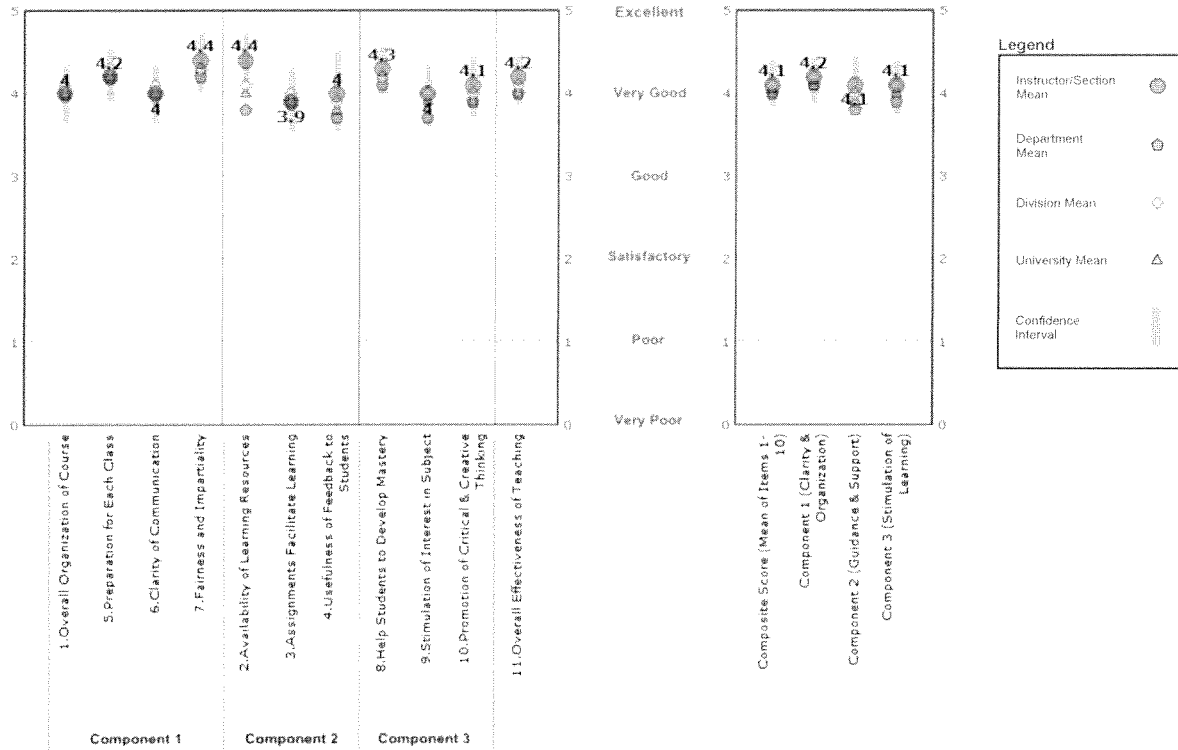 5
4
3
2
1
0
4
4.2
4
4.4
4.4
3.9
4
4.3
4
4.1
4.2
5
4
3
2
1
0
Excellent
Very Good
Good
Satisfactory
Poor
Very Poor
5
4
3
2
1
0
4.1
4.2
4.1
4.1
5
4
3
2
1
0
Legend
Instructor/Section
Mean
Department
Mean
Division Mean
University Mean
Confidence
Interval
1.Overall Organization of Course
5.Preparation for Each Class
6.Clarity of Communication
7.Fairness and Impartiality
2.Availability of Learning Resources
3.Assignments Facilitate Learning
4.Usefulness of Feedback to
Students
8.Help Students to Develop Mastery
9.Stimulation of Interest in Subject
10.Promotion of Critical & Creative
Thinking
11.Overall Effectiveness of Teaching
Composite Score (Mean of Items 1-
10)
Component 1 (Clarity &
Organization)
Component 2 (Guidance & Support)
Component 3 (Stimulation of
Learning)
Component 1
Component 2
Component 3